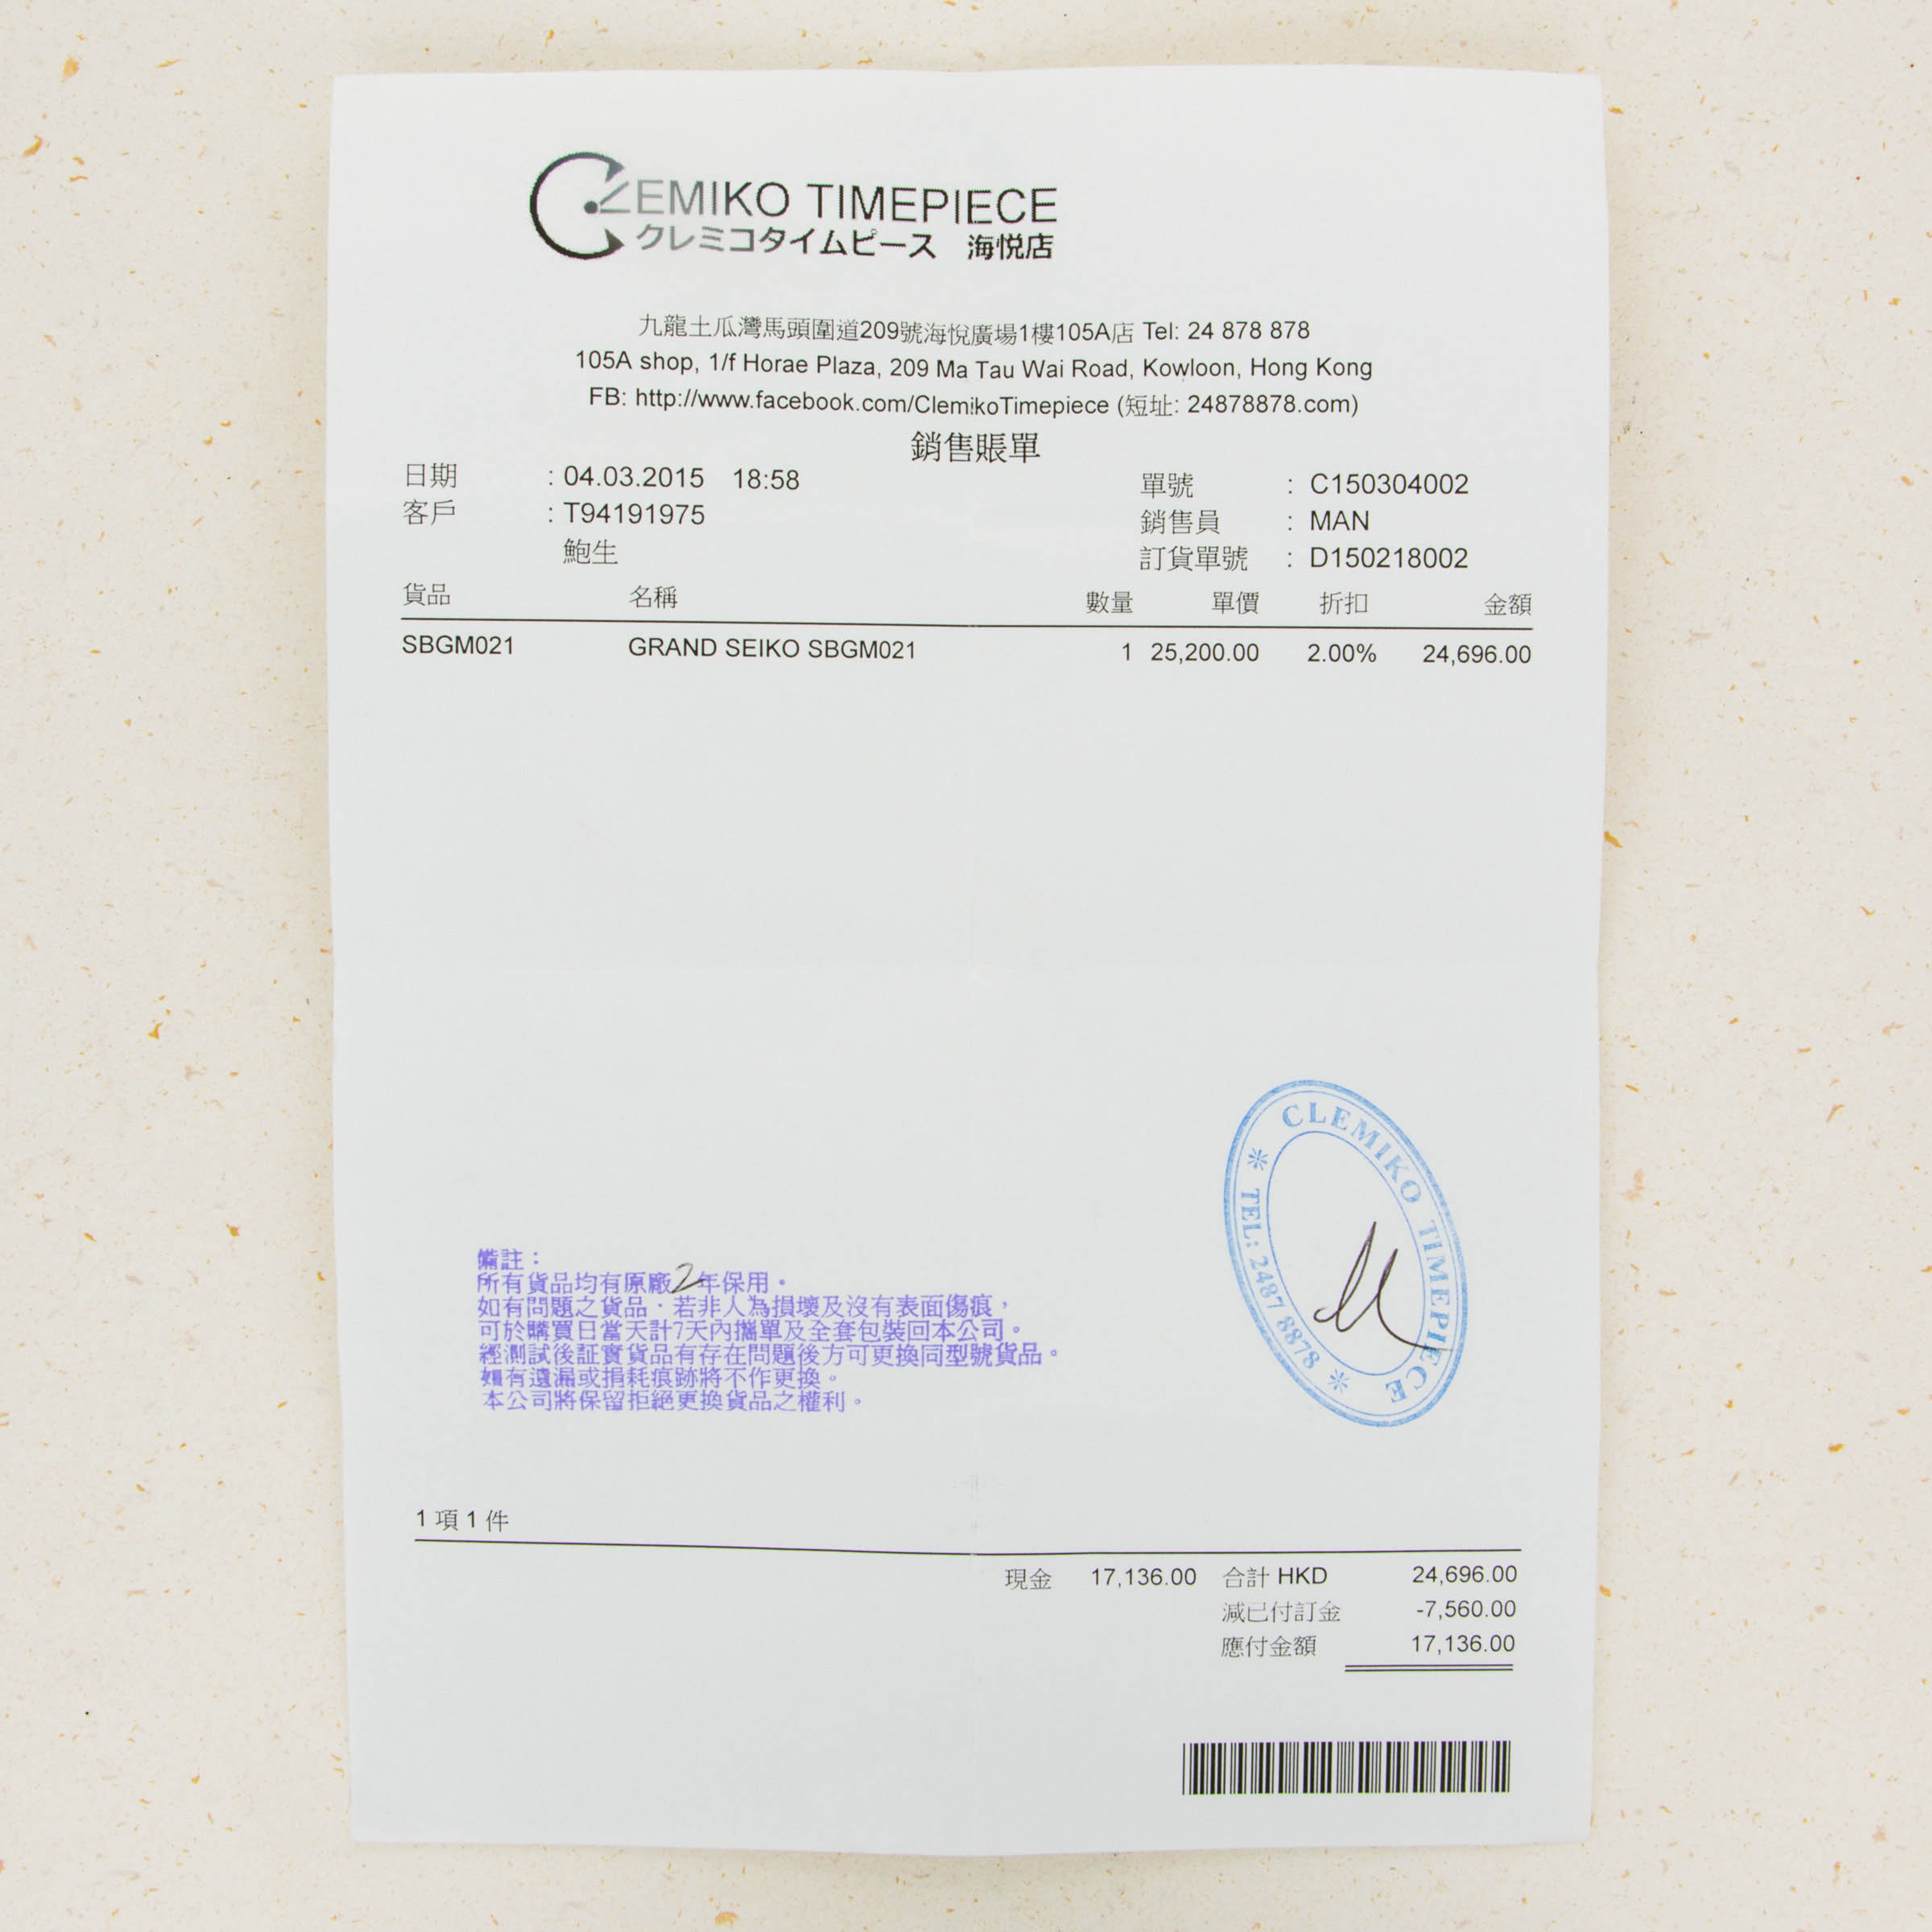 CLEMIKO TIMEPIECE
クレミコタイムピース 海悦店
九龍土瓜灣馬頭圍道209號海悅廣場1樓105A店 Tel: 24 878 878
105A shop, 1/f Horae Plaza, 209 Ma Tau Wai Road, Kowloon, Hong Kong
FB: http://www.facebook.com/ClemikoTimepiece (短址: 24878878.com)
銷售賬單
日期 : 04.03.2015 18:58 單號 : C150304002
客戶 : T94191975 銷售員 : MAN
鮑生 訂貨單號 : D150218002
貨品 名稱 數量 單價 折扣 金額
SBGM021 GRAND SEIKO SBGM021 1 25,200.00 2.00% 24,696.00
CLEMIKO TIMEPIECE * TEL: 2487 8878 *
備註：
所有貨品均有原廠2年保用。
如有問題之貨品．若非人為損壞及沒有表面傷痕，
可於購買日當天計7天內攜單及全套包裝回本公司。
經測試後証實貨品有存在問題後方可更換同型號貨品。
如有遺漏或損耗痕跡將不作更換。
本公司將保留拒絕更換貨品之權利。
1 項 1 件
現金 17,136.00 合計 HKD 24,696.00
減已付訂金 -7,560.00
應付金額 17,136.00